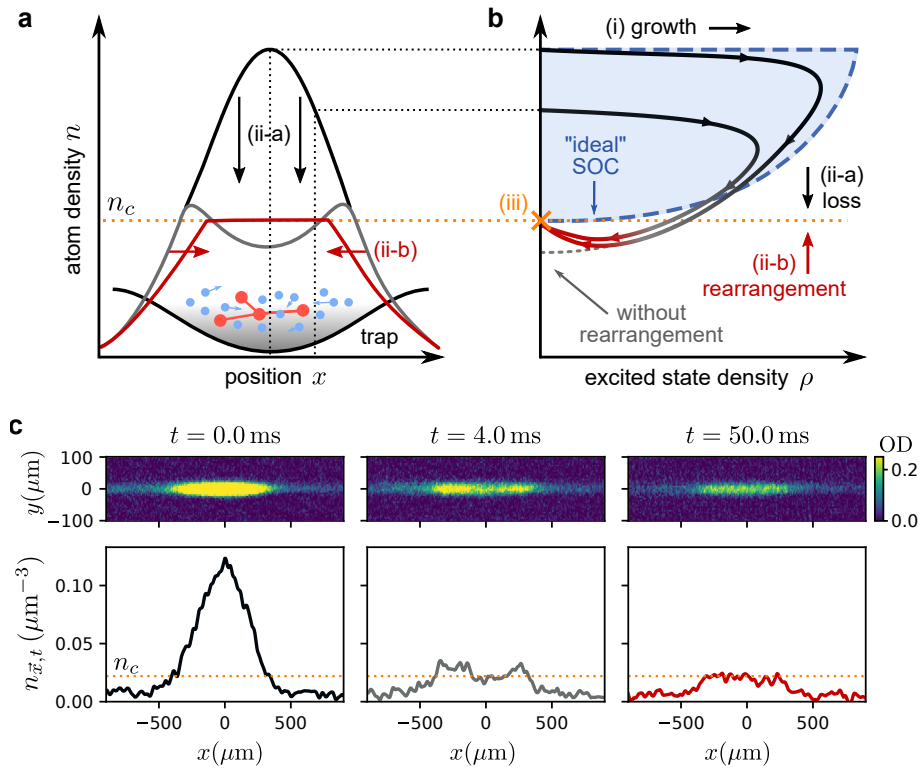 a
atom density n
n_c
(ii-a)
(ii-b)
trap
position x
b
(i) growth
"ideal"
SOC
(iii)
(ii-a)
loss
(ii-b)
rearrangement
without
rearrangement
excited state density ρ
c
t = 0.0 ms
t = 4.0 ms
t = 50.0 ms
OD
y(μm)
100
0
−100
0.2
0.0
n_{x⃗,t} (μm⁻³)
0.10
0.05
0.00
n_c
−500 0 500
−500 0 500
−500 0 500
x(μm)
x(μm)
x(μm)